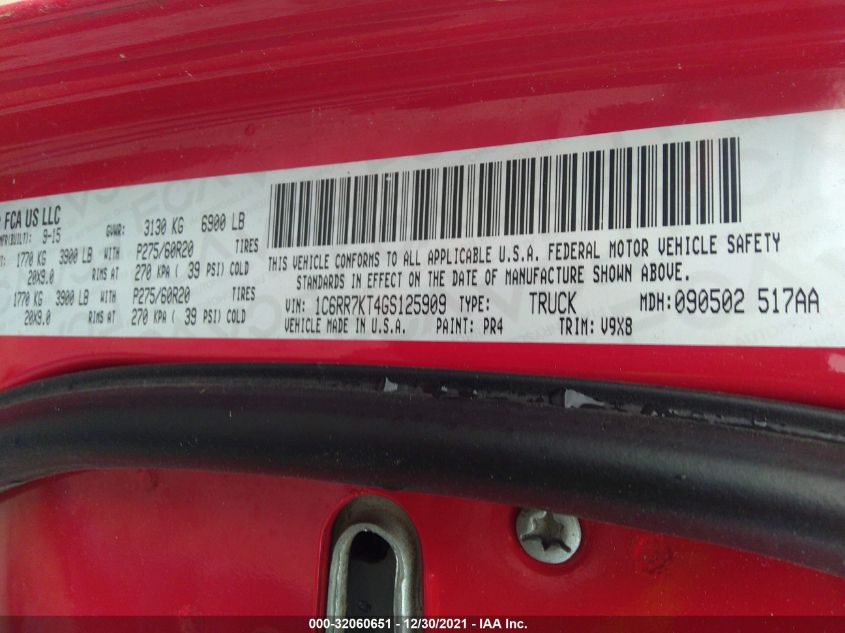 FCA US LLC
MFR(BUILT): 9-15 GVWR: 3130 KG 6900 LB
1770 KG 3900 LB WITH P275/60R20 TIRES
20X9.0 RIMS AT 270 KPA ( 39 PSI) COLD
1770 KG 3900 LB WITH P275/60R20 TIRES
20X9.0 RIMS AT 270 KPA ( 39 PSI) COLD
THIS VEHICLE CONFORMS TO ALL APPLICABLE U.S.A. FEDERAL MOTOR VEHICLE SAFETY
STANDARDS IN EFFECT ON THE DATE OF MANUFACTURE SHOWN ABOVE.
VIN: 1C6RR7KT4GS125909 TYPE: TRUCK MDH:090502 517AA
VEHICLE MADE IN U.S.A. PAINT: PR4 TRIM: V9X8
000-32060651 - 12/30/2021 - IAA Inc.